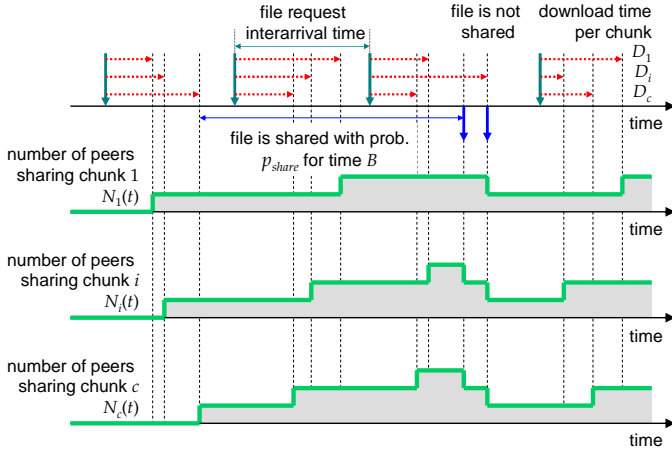 file request
interarrival time
file is not
shared
download time
per chunk
D1
Di
Dc
time
file is shared with prob.
pshare for time B
number of peers
sharing chunk 1
N1(t)
time
number of peers
sharing chunk i
Ni(t)
time
number of peers
sharing chunk c
Nc(t)
time